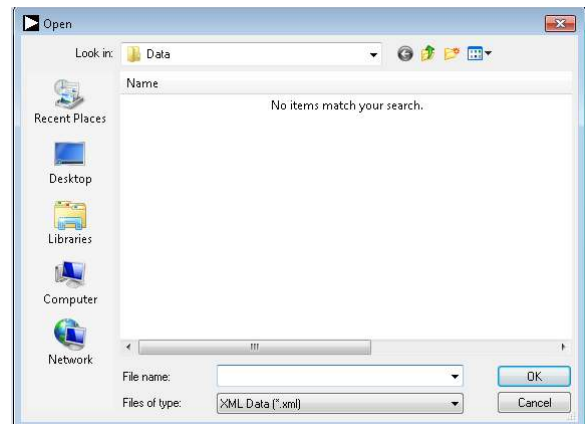 Open
Look in:
Data
Name
No items match your search.
Recent Places
Desktop
Libraries
Computer
Network
File name:
OK
Files of type:
XML Data (*.xml)
Cancel